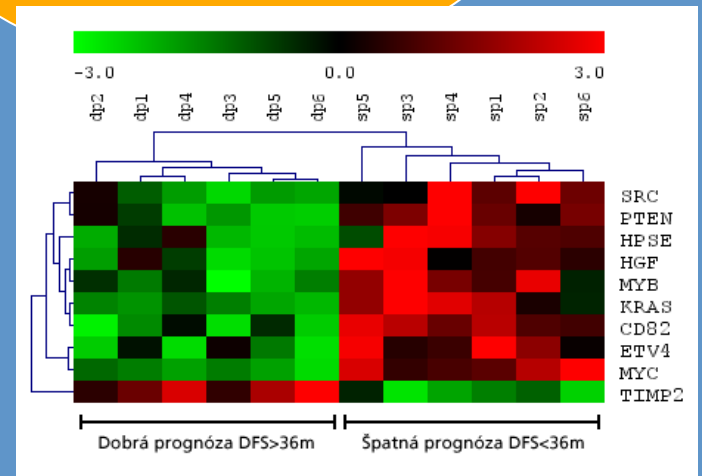 -3.0 0.0 3.0
dp2 dp1 dp4 dp3 dp5 dp6 sp5 sp3 sp4 sp1 sp2 sp6
SRC
PTEN
HPSE
HGF
MYB
KRAS
CD82
ETV4
MYC
TIMP2
Dobrá prognóza DFS>36m Špatná prognóza DFS<36m